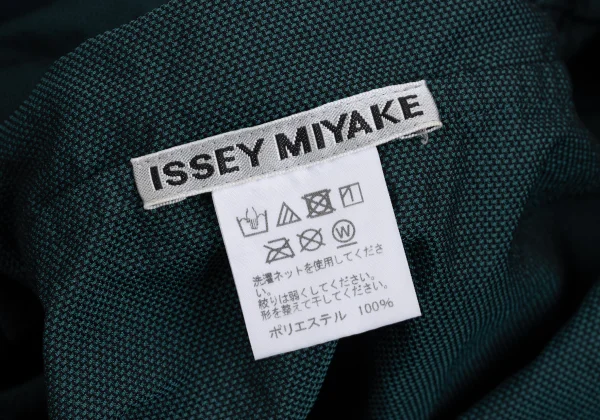 ISSEY MIYAKE
W
洗濯ネットを使用してくださ
い。
絞りは弱くしてください。
形を整えて干してください。
ポリエステル 100%